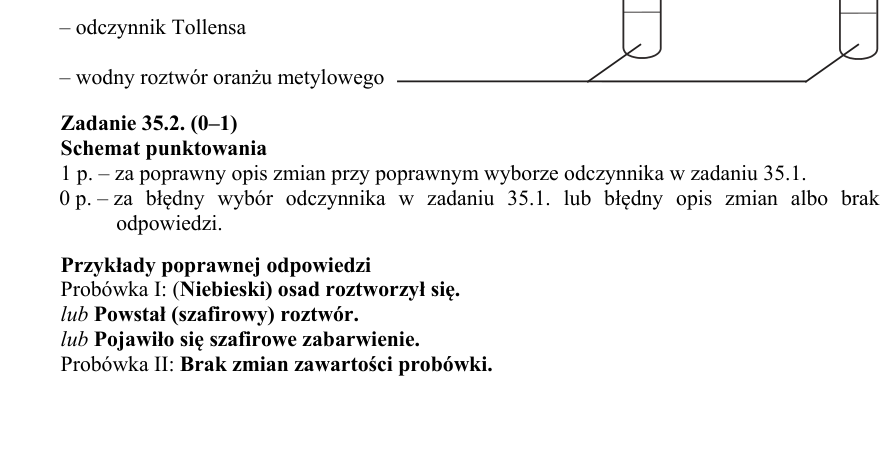 – odczynnik Tollensa
– wodny roztwór oranżu metylowego
Zadanie 35.2. (0–1)
Schemat punktowania
1 p. – za poprawny opis zmian przy poprawnym wyborze odczynnika w zadaniu 35.1.
0 p. – za błędny wybór odczynnika w zadaniu 35.1. lub błędny opis zmian albo brak
odpowiedzi.
Przykłady poprawnej odpowiedzi
Probówka I: (Niebieski) osad roztworzył się.
lub Powstał (szafirowy) roztwór.
lub Pojawiło się szafirowe zabarwienie.
Probówka II: Brak zmian zawartości probówki.